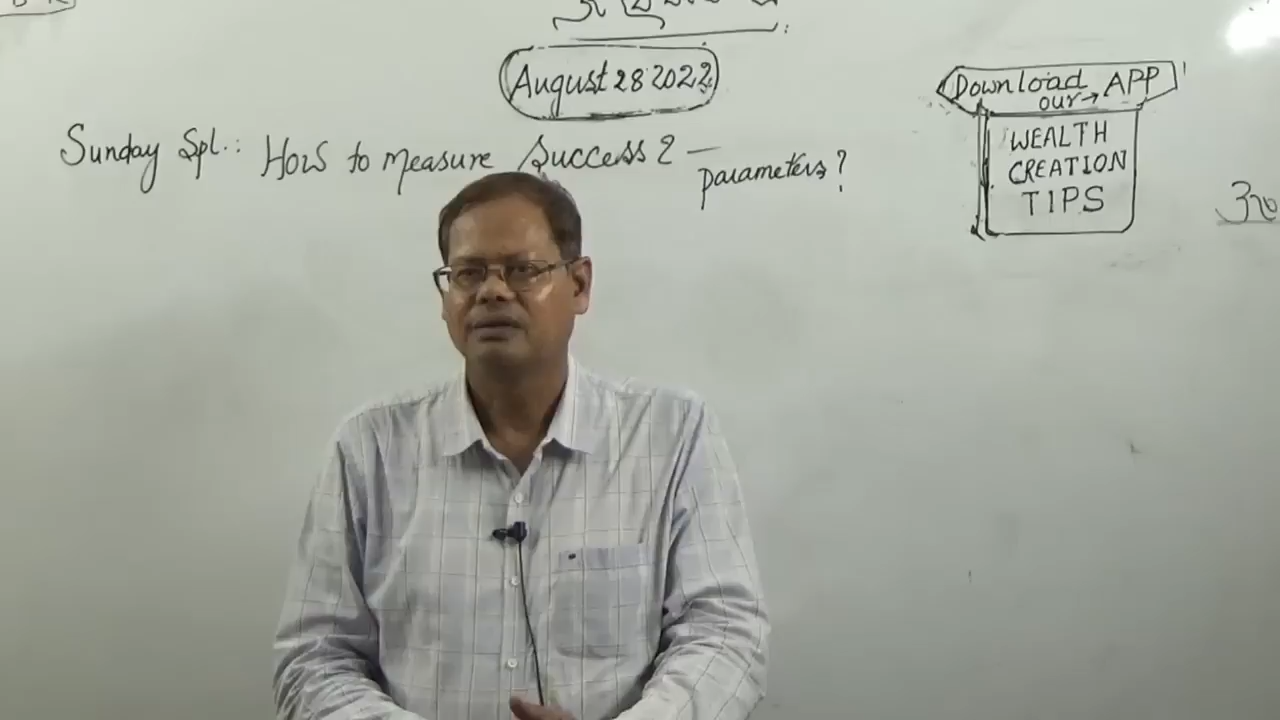 August 28 2022
Download
our→ APP
WEALTH
CREATION
TIPS
Sunday Spl.: How to measure Success? —
parameters?